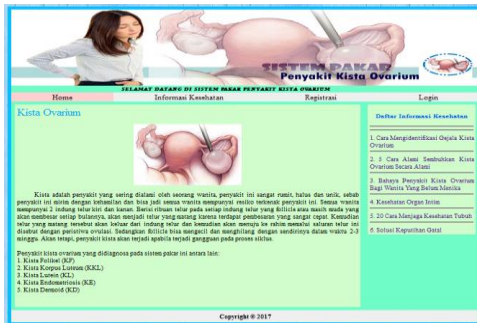 SISTEM PAKAR
Penyakit Kista Ovarium
SELAMAT DATANG DI SISTEM PAKAR PENYAKIT KISTA OVARIUM
Home Informasi Kesehatan Registrasi Login
Kista Ovarium
Kista adalah penyakit yang sering dialami oleh seorang wanita, penyakit ini sangat rumit, halus dan unik, sebab
penyakit ini mirim dengan kehamilan dan bisa jadi semua wanita mempunyai resiko terkenak penyakit ini. Semua wanita
mempunyai 2 indung telur kiri dan kanan. Berisi ribuan telur pada setiap indung telur yang follicle atau masih muda yang
akan membesar setiap bulannya, akan menjadi telur yang matang karena terdapat pembesaran yang sangat cepat. Kemudian
telur yang matang tersebut akan keluar dari indung telur dan kemudian akan menuju ke rahim memalui saluran telur ini
disebut dengan peristiwa ovulasi. Sedangkan follicle bisa mengecil dan menghilang dengan sendirinya dalam waktu 2-3
minggu. Akan tetapi, penyakit kista akan terjadi apabila terjadi gangguan pada proses siklus.
Penyakit kista ovarium yang didiagnosa pada sistem pakar ini antara lain:
1. Kista Folikel (KF)
2. Kista Korpus Luteum (KKL)
3. Kista Lutein (KL)
4. Kista Endometriosis (KE)
5. Kista Dermoid (KD)
Daftar Informasi Kesehatan
1. Cara Mengidentifikasi Gejala Kista
Ovarium
2. 3 Cara Alami Sembuhkan Kista
Ovarium Secara Alami
3. Bahaya Penyakit Kista Ovarium
Bagi Wanita Yang Belum Menika
4. Kesehatan Organ Intim
5. 20 Cara Menjaga Kesehatan Tubuh
6. Solusi Keputihan Gatal
Copyright © 2017